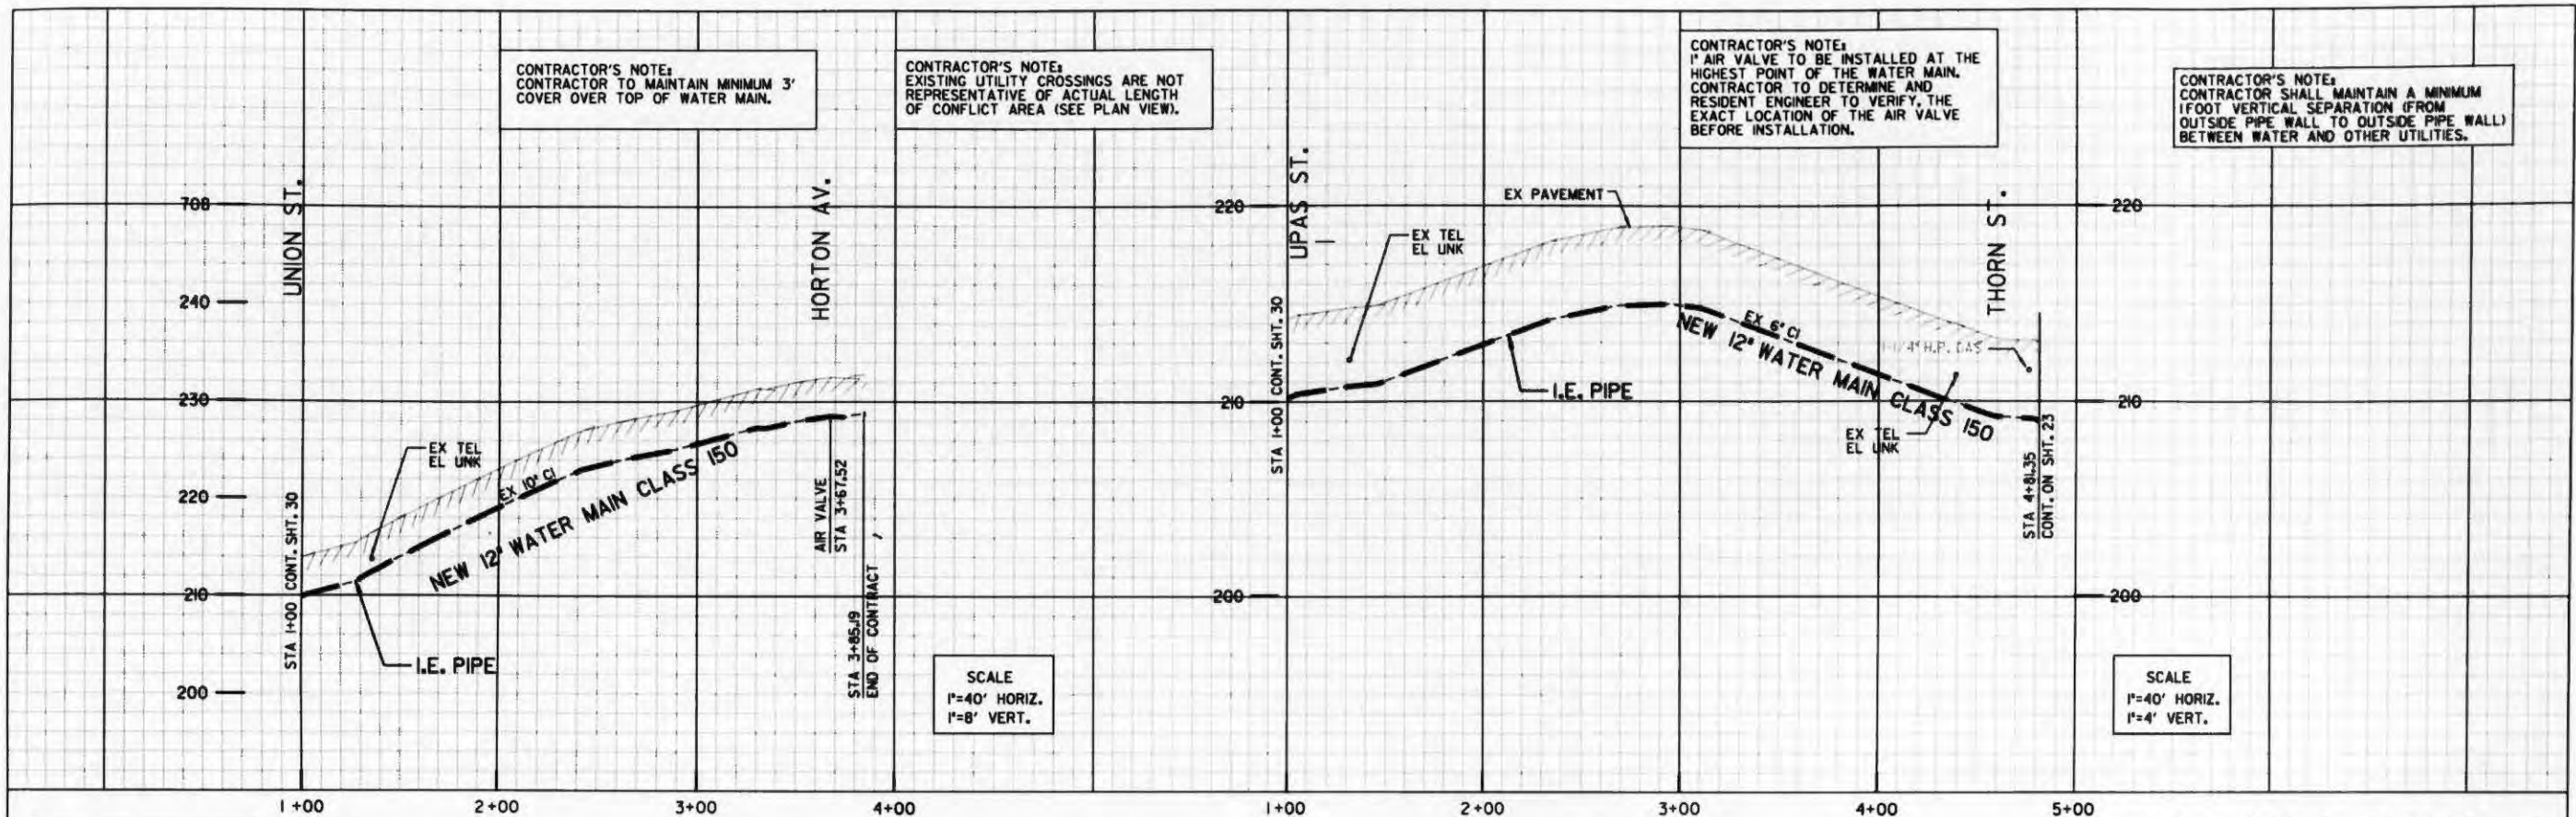 CONTRACTOR'S NOTE:
CONTRACTOR TO MAINTAIN MINIMUM 3'
COVER OVER TOP OF WATER MAIN.
CONTRACTOR'S NOTE:
EXISTING UTILITY CROSSINGS ARE NOT
REPRESENTATIVE OF ACTUAL LENGTH
OF CONFLICT AREA (SEE PLAN VIEW).
CONTRACTOR'S NOTE:
1" AIR VALVE TO BE INSTALLED AT THE
HIGHEST POINT OF THE WATER MAIN.
CONTRACTOR TO DETERMINE AND
RESIDENT ENGINEER TO VERIFY, THE
EXACT LOCATION OF THE AIR VALVE
BEFORE INSTALLATION.
CONTRACTOR'S NOTE:
CONTRACTOR SHALL MAINTAIN A MINIMUM
1 FOOT VERTICAL SEPARATION (FROM
OUTSIDE PIPE WALL TO OUTSIDE PIPE WALL)
BETWEEN WATER AND OTHER UTILITIES.
708
240
230
220
210
200
UNION ST.
STA 1+00 CONT. SHT. 30
EX TEL
EL UNK
EX 10" CI
NEW 12" WATER MAIN CLASS 150
I.E. PIPE
HORTON AV.
AIR VALVE
STA 3+67.52
STA 3+85.19
END OF CONTRACT
SCALE
1"=40' HORIZ.
1"=8' VERT.
220
210
200
UPAS ST.
STA 1+00 CONT. SHT. 30
EX TEL
EL UNK
EX PAVEMENT
I.E. PIPE
EX 6" CI
NEW 12" WATER MAIN CLASS 150
1-1/4" H.P. GAS
EX TEL
EL UNK
THORN ST.
STA 4+81.35
CONT. ON SHT. 23
220
210
200
SCALE
1"=40' HORIZ.
1"=4' VERT.
1+00
2+00
3+00
4+00
1+00
2+00
3+00
4+00
5+00